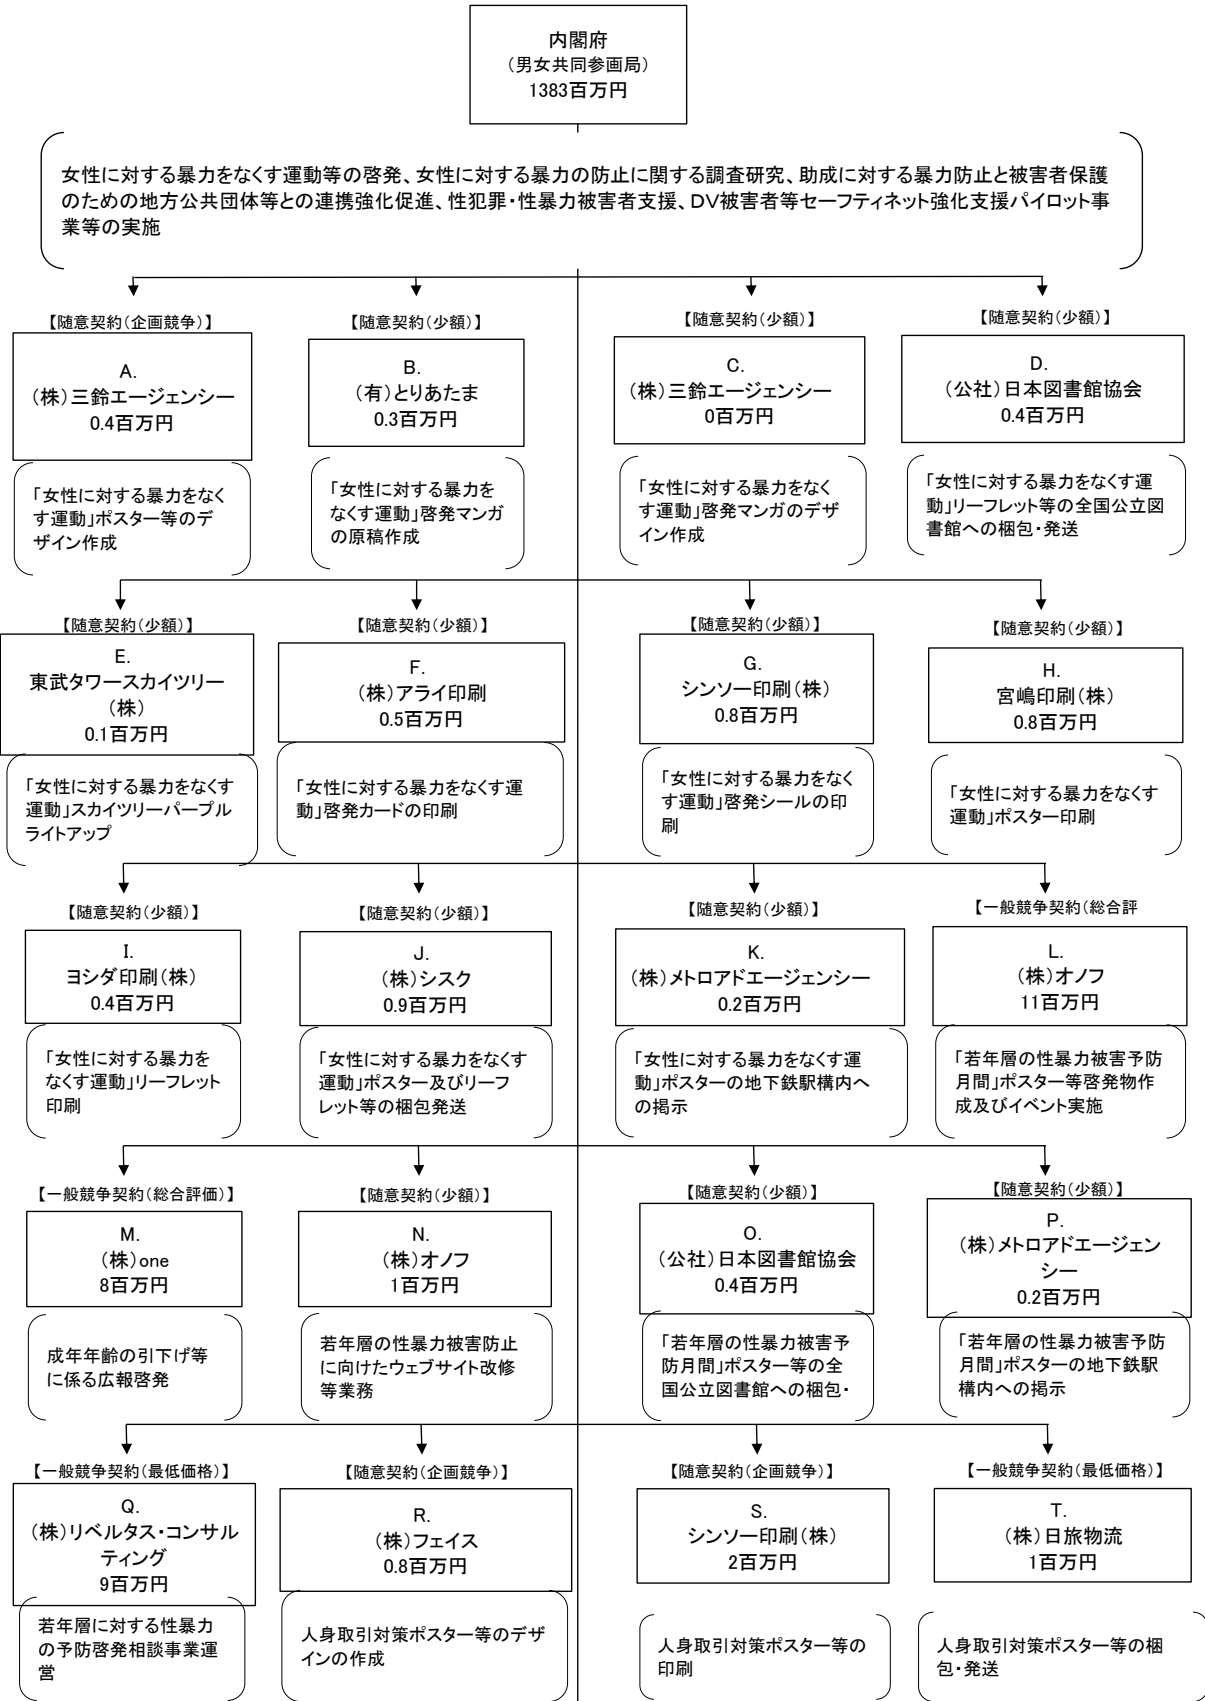 内閣府
(男女共同参画局)
1383百万円
女性に対する暴力をなくす運動等の啓発、女性に対する暴力の防止に関する調査研究、助成に対する暴力防止と被害者保護
のための地方公共団体等との連携強化促進、性犯罪・性暴力被害者支援、DV被害者等セーフティネット強化支援パイロット事
業等の実施
【随意契約(企画競争)】
A.
(株)三鈴エージェンシー
0.4百万円
「女性に対する暴力をなく
す運動」ポスター等のデ
ザイン作成
【随意契約(少額)】
B.
(有)とりあたま
0.3百万円
「女性に対する暴力を
なくす運動」啓発マンガ
の原稿作成
【随意契約(少額)】
C.
(株)三鈴エージェンシー
0百万円
「女性に対する暴力をなく
す運動」啓発マンガのデザ
イン作成
【随意契約(少額)】
D.
(公社)日本図書館協会
0.4百万円
「女性に対する暴力をなくす運
動」リーフレット等の全国公立図
書館への梱包・発送
【随意契約(少額)】
E.
東武タワースカイツリー
(株)
0.1百万円
「女性に対する暴力をなくす
運動」スカイツリーパープル
ライトアップ
【随意契約(少額)】
F.
(株)アライ印刷
0.5百万円
「女性に対する暴力をなくす運
動」啓発カードの印刷
【随意契約(少額)】
G.
シンソー印刷(株)
0.8百万円
「女性に対する暴力をなく
す運動」啓発シールの印
刷
【随意契約(少額)】
H.
宮嶋印刷(株)
0.8百万円
「女性に対する暴力をなくす
運動」ポスター印刷
【随意契約(少額)】
I.
ヨシダ印刷(株)
0.4百万円
「女性に対する暴力を
なくす運動」リーフレット
印刷
【随意契約(少額)】
J.
(株)シスク
0.9百万円
「女性に対する暴力をなくす
運動」ポスター及びリーフ
レット等の梱包発送
【随意契約(少額)】
K.
(株)メトロアドエージェンシー
0.2百万円
「女性に対する暴力をなくす運
動」ポスターの地下鉄駅構内へ
の掲示
【一般競争契約(総合評
L.
(株)オノフ
11百万円
「若年層の性暴力被害予防
月間」ポスター等啓発物作
成及びイベント実施
【一般競争契約(総合評価)】
M.
(株)one
8百万円
成年年齢の引下げ等
に係る広報啓発
【随意契約(少額)】
N.
(株)オノフ
1百万円
若年層の性暴力被害防止
に向けたウェブサイト改修
等業務
【随意契約(少額)】
O.
(公社)日本図書館協会
0.4百万円
「若年層の性暴力被害予
防月間」ポスター等の全
国公立図書館への梱包・
【随意契約(少額)】
P.
(株)メトロアドエージェン
シー
0.2百万円
「若年層の性暴力被害予防
月間」ポスターの地下鉄駅
構内への掲示
【一般競争契約(最低価格)】
Q.
(株)リベルタス・コンサル
ティング
9百万円
若年層に対する性暴力
の予防啓発相談事業運
営
【随意契約(企画競争)】
R.
(株)フェイス
0.8百万円
人身取引対策ポスター等のデザ
インの作成
【随意契約(企画競争)】
S.
シンソー印刷(株)
2百万円
人身取引対策ポスター等の
印刷
【一般競争契約(最低価格)】
T.
(株)日旅物流
1百万円
人身取引対策ポスター等の梱
包・発送